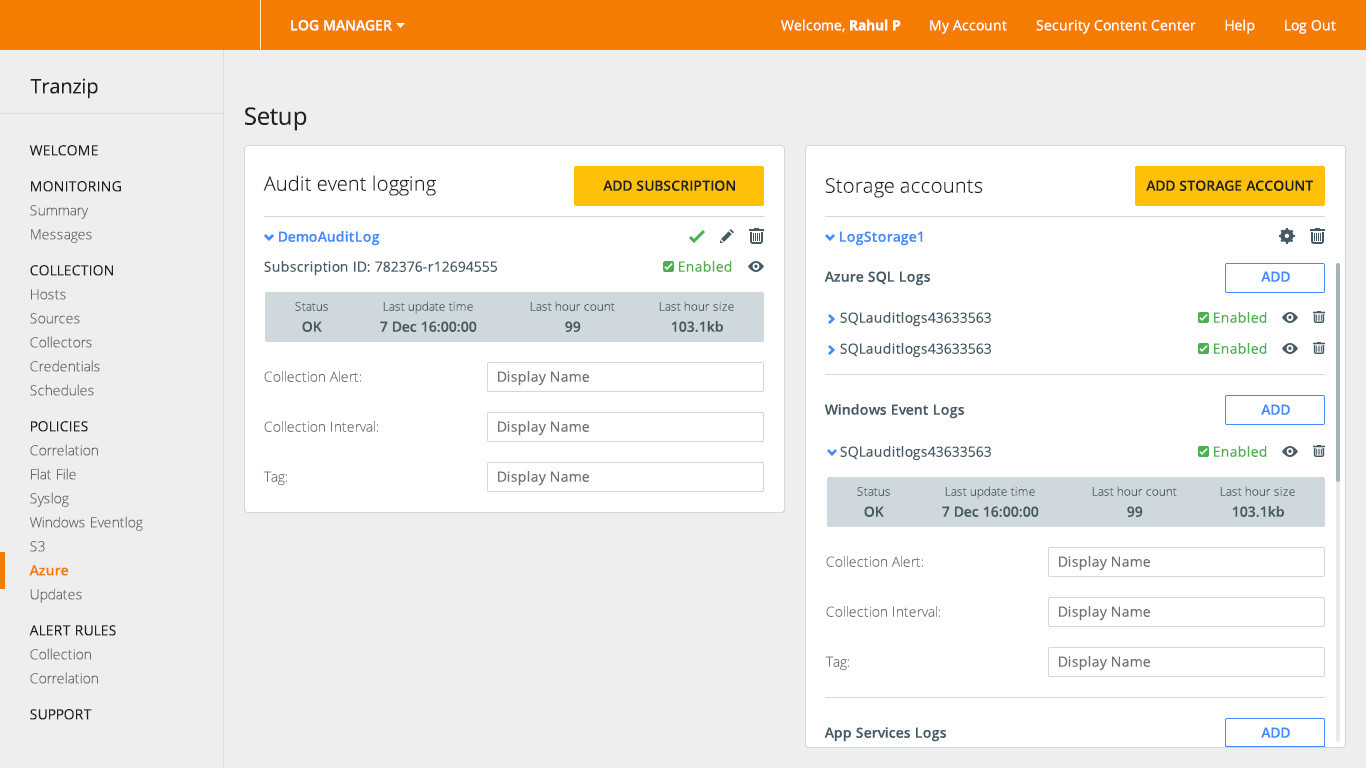 LOG MANAGER
Welcome, Rahul P
My Account
Security Content Center
Help
Log Out
Tranzip
WELCOME
MONITORING
Summary
Messages
COLLECTION
Hosts
Sources
Collectors
Credentials
Schedules
POLICIES
Correlation
Flat File
Syslog
Windows Eventlog
S3
Azure
Updates
ALERT RULES
Collection
Correlation
SUPPORT
Setup
Audit event logging
ADD SUBSCRIPTION
DemoAuditLog
Subscription ID: 782376-r12694555
Enabled
Status
Last update time
Last hour count
Last hour size
OK
7 Dec 16:00:00
99
103.1kb
Collection Alert:
Display Name
Collection Interval:
Display Name
Tag:
Display Name
Storage accounts
ADD STORAGE ACCOUNT
LogStorage1
Azure SQL Logs
ADD
SQLauditlogs43633563
Enabled
SQLauditlogs43633563
Enabled
Windows Event Logs
ADD
SQLauditlogs43633563
Enabled
Status
Last update time
Last hour count
Last hour size
OK
7 Dec 16:00:00
99
103.1kb
Collection Alert:
Display Name
Collection Interval:
Display Name
Tag:
Display Name
App Services Logs
ADD